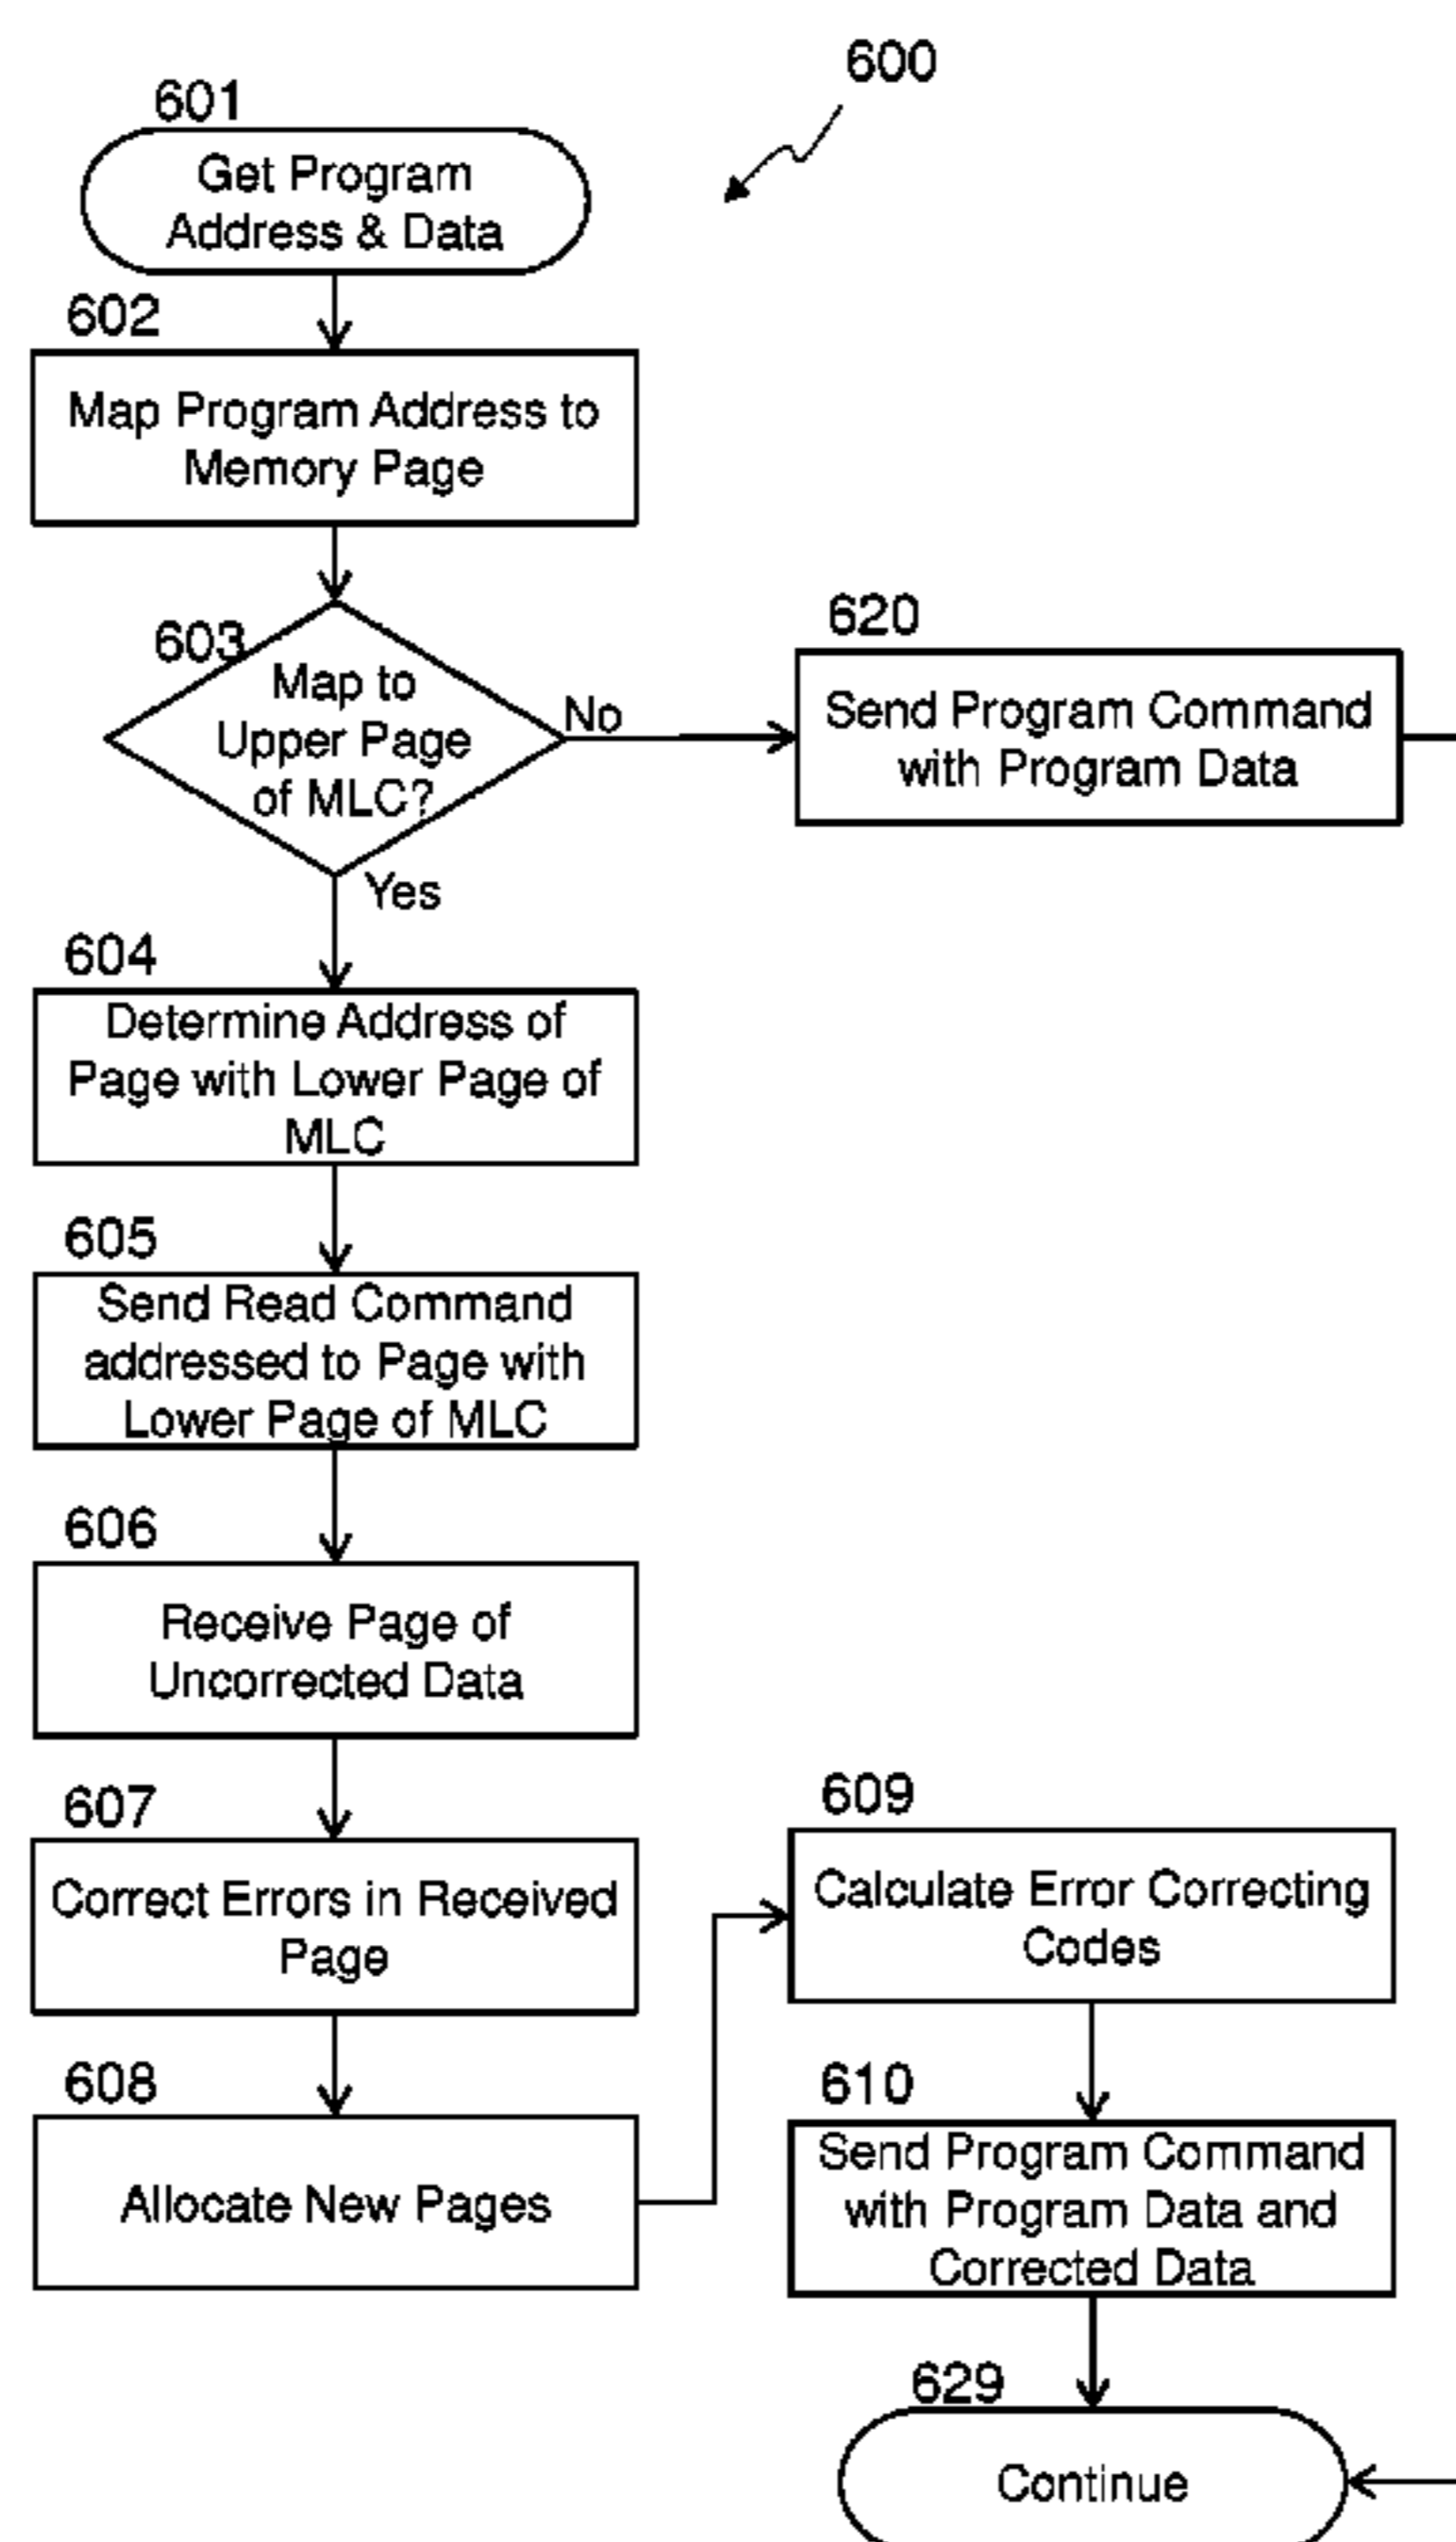 600
601
Get Program
Address & Data
602
Map Program Address to
Memory Page
603
Map to
Upper Page
of MLC?
No
Yes
620
Send Program Command
with Program Data
604
Determine Address of
Page with Lower Page of
MLC
605
Send Read Command
addressed to Page with
Lower Page of MLC
606
Receive Page of
Uncorrected Data
607
Correct Errors in Received
Page
608
Allocate New Pages
609
Calculate Error Correcting
Codes
610
Send Program Command
with Program Data and
Corrected Data
629
Continue